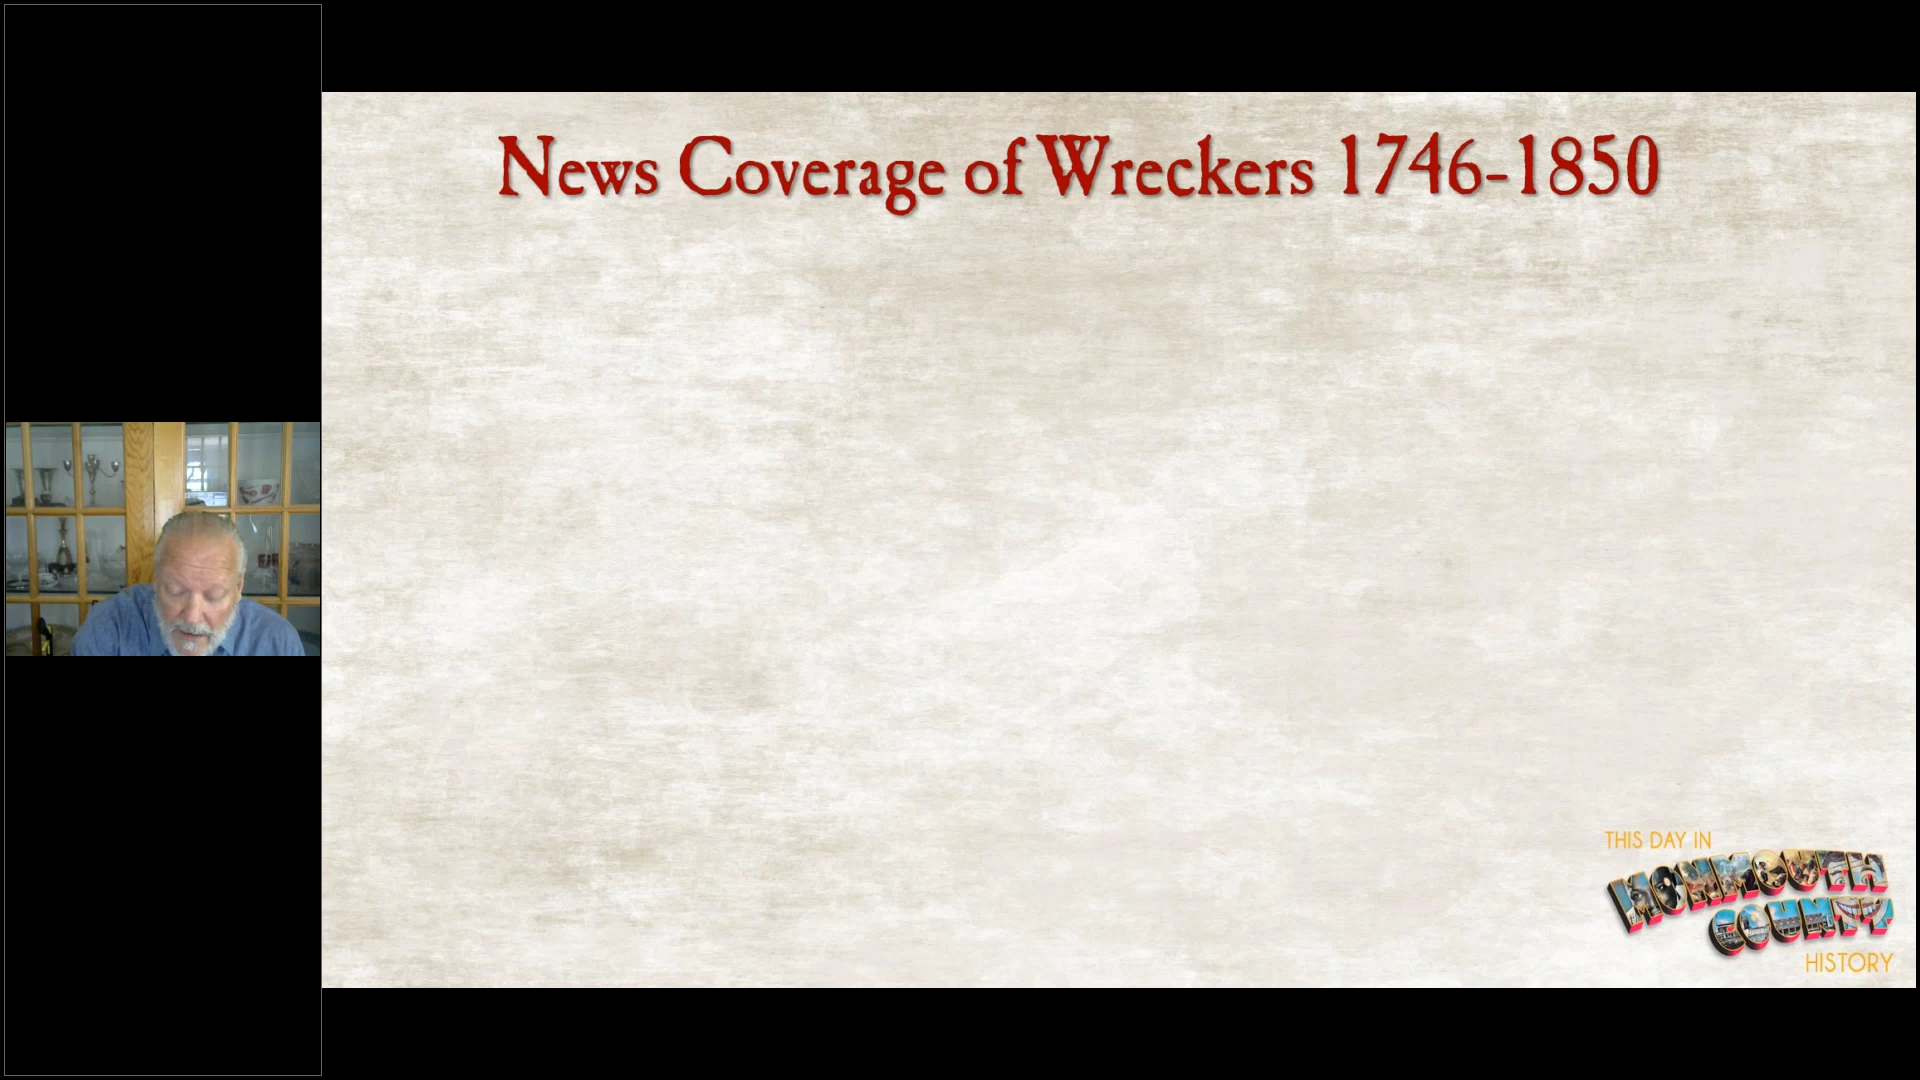 News Coverage of Wreckers 1746-1850
THIS DAY IN
MONMOUTH
COUNTY
HISTORY